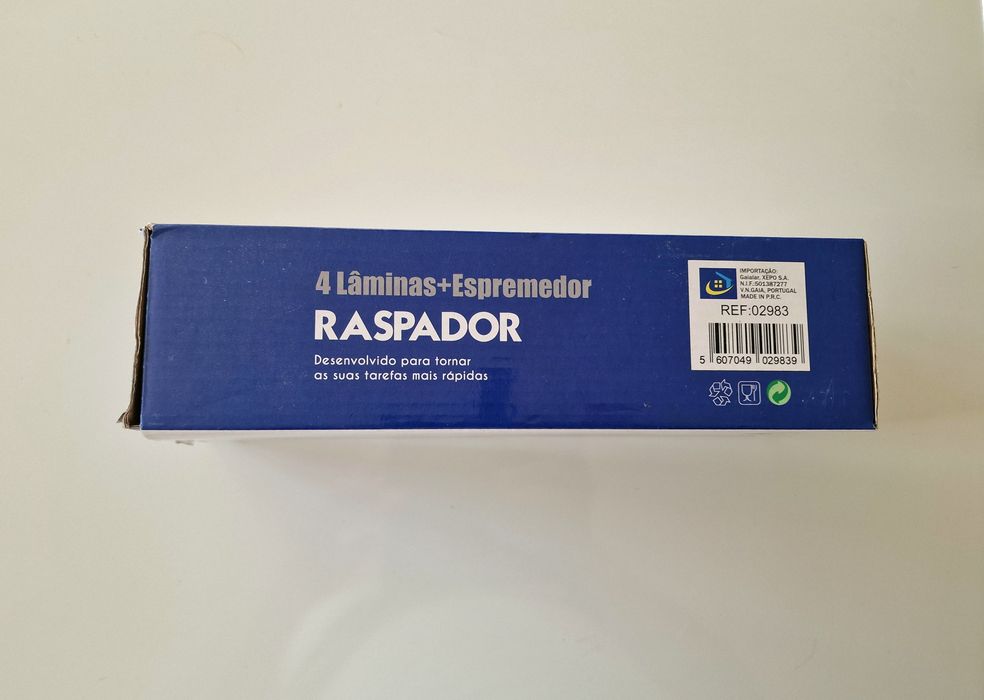 4 Lâminas+Espremedor
RASPADOR
Desenvolvido para tornar
as suas tarefas mais rápidas
IMPORTAÇÃO:
Gaialar, XEPO S.A.
N.I.F:501387277
V.N.GAIA, PORTUGAL
MADE IN P.R.C.
REF:02983
5 607049 029839